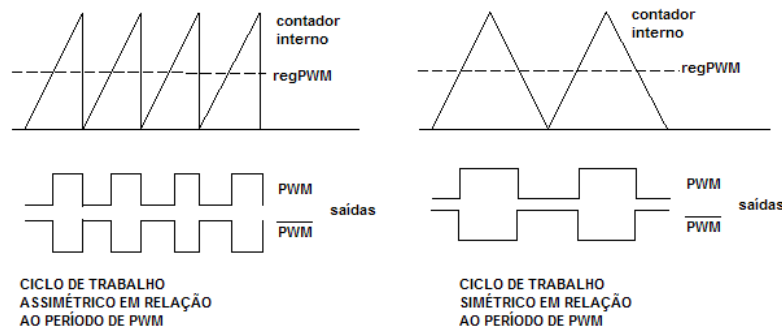 contador
interno
regPWM
PWM
saídas
PWM
CICLO DE TRABALHO
ASSIMÉTRICO EM RELAÇÃO
AO PERÍODO DE PWM
contador
interno
regPWM
PWM
saídas
PWM
CICLO DE TRABALHO
SIMÉTRICO EM RELAÇÃO
AO PERÍODO DE PWM